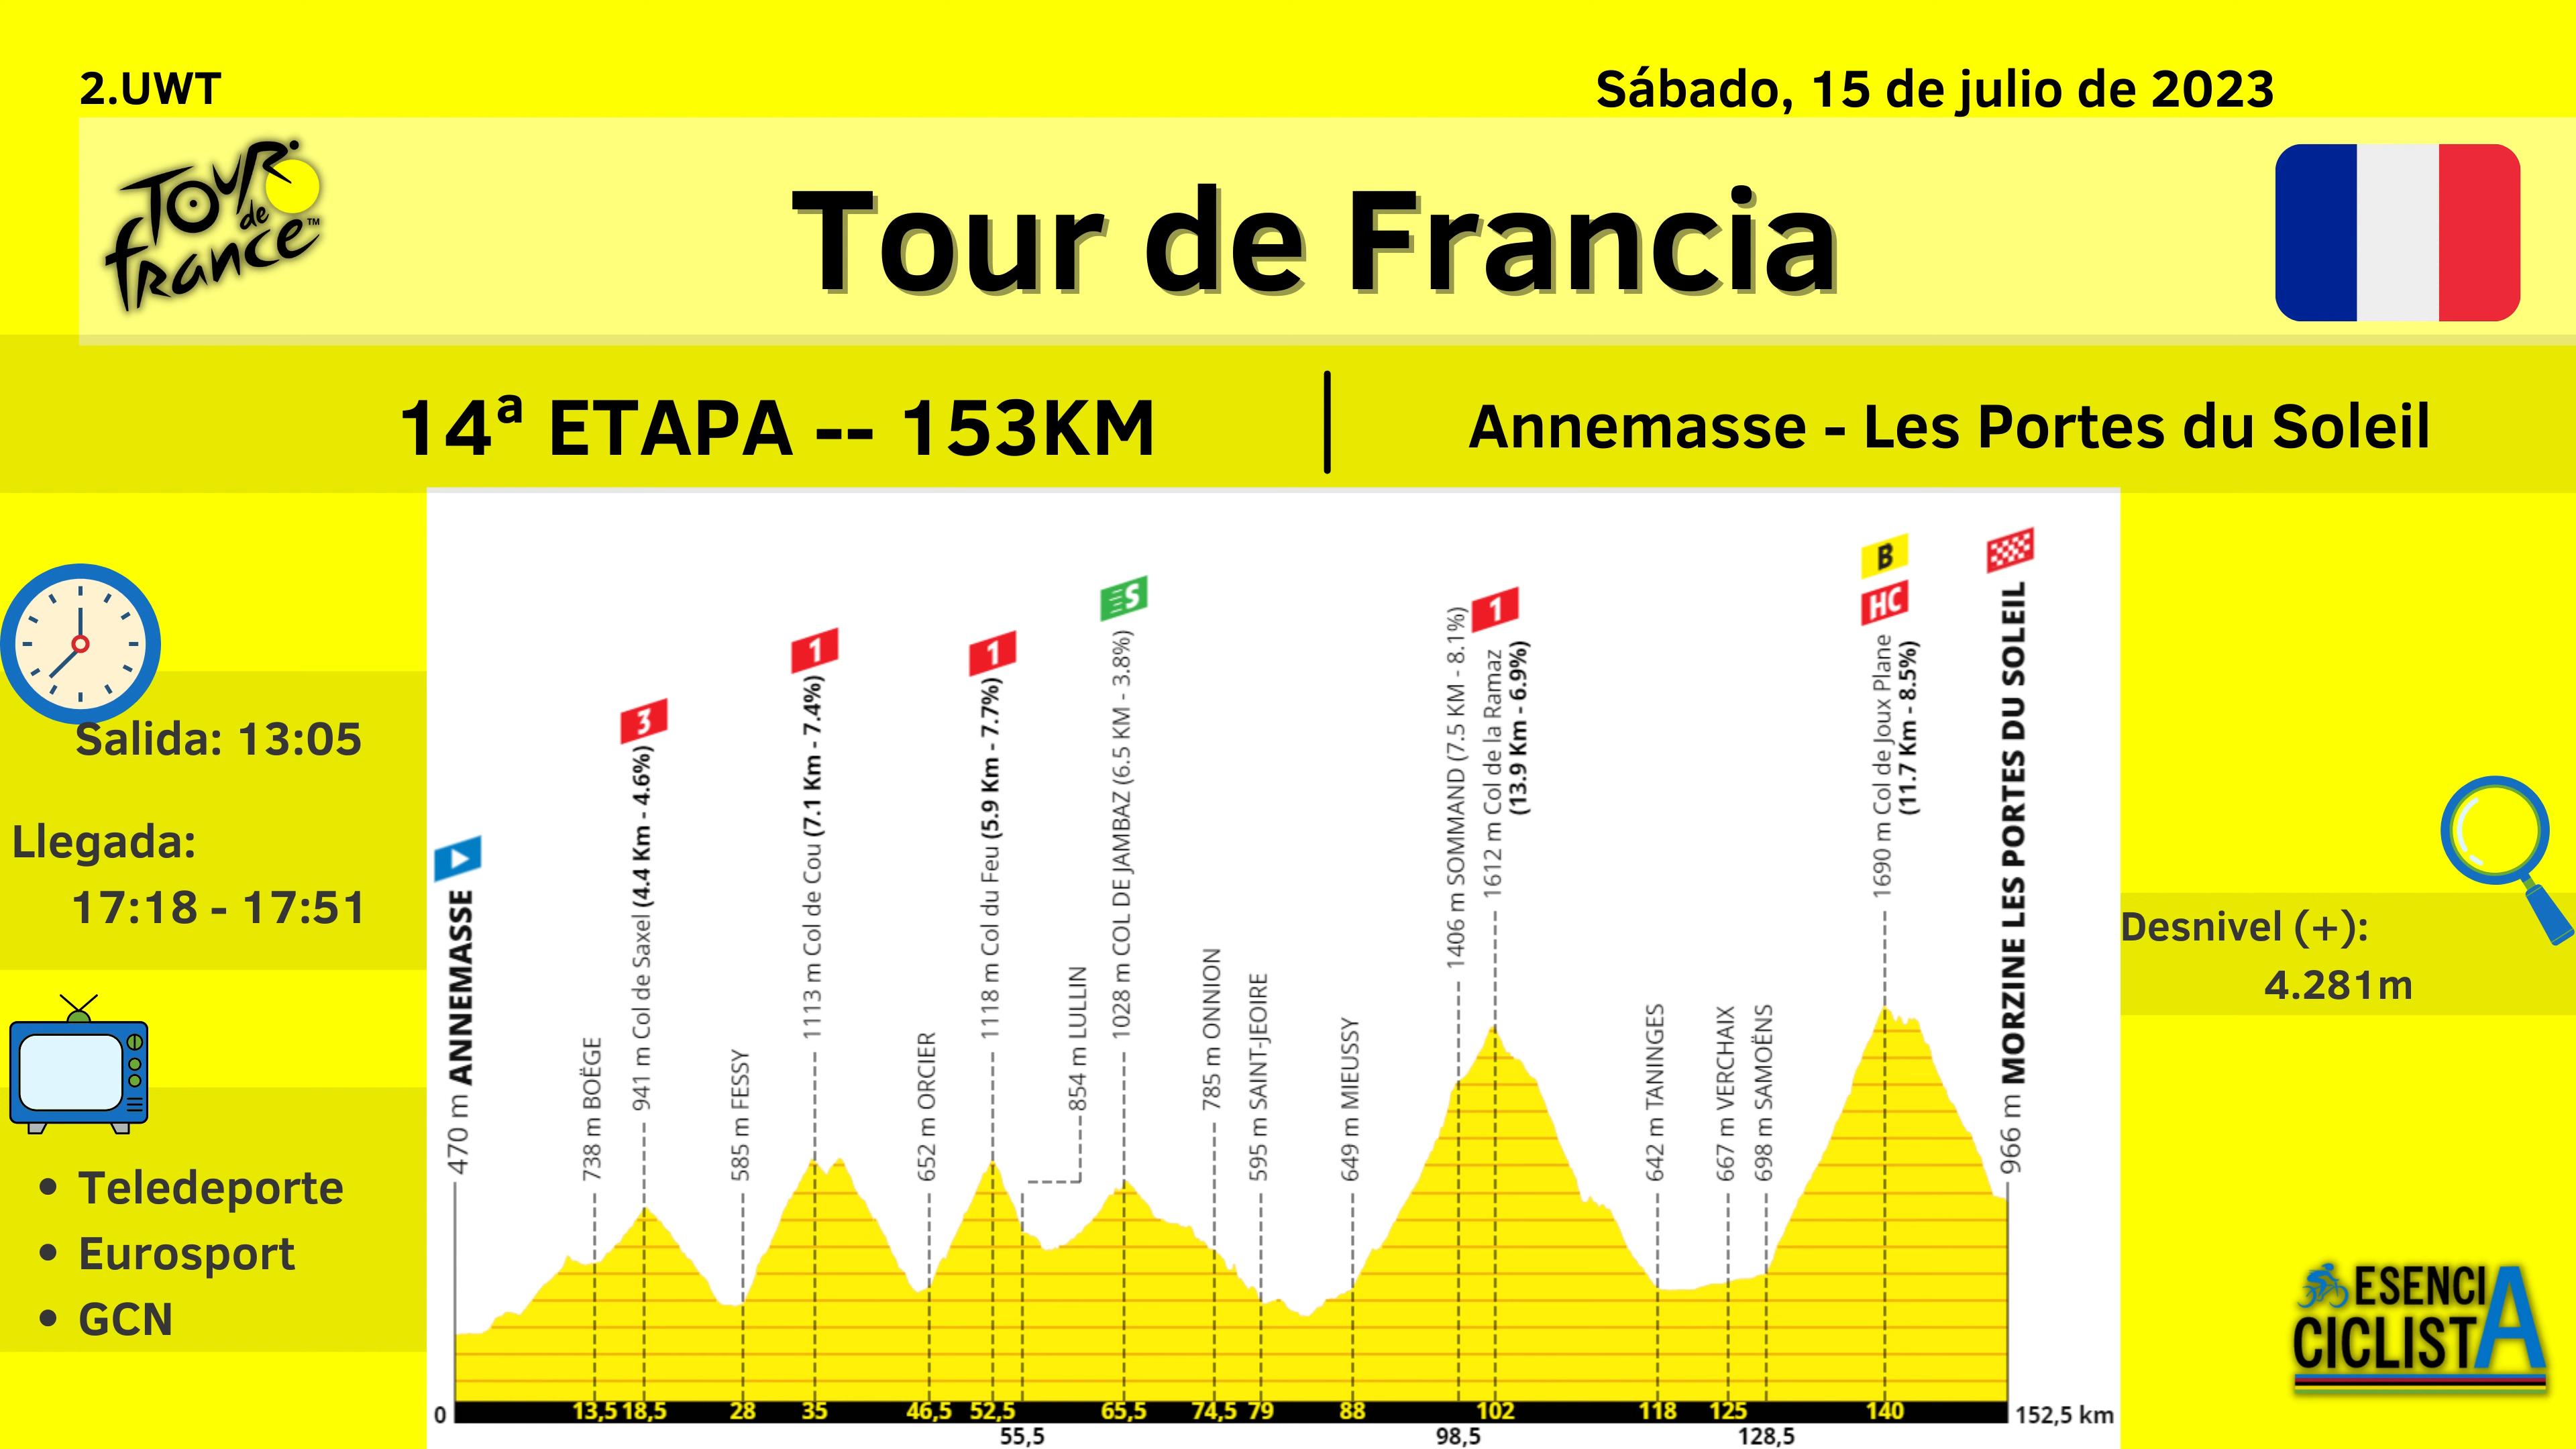 2.UWT
Sábado, 15 de julio de 2023
TOUR
de
france™
Tour de Francia
14ª ETAPA -- 153KM
Annemasse - Les Portes du Soleil
Salida: 13:05
Llegada:
17:18 - 17:51
• Teledeporte
• Eurosport
• GCN
470 m ANNEMASSE
738 m BOËGE
3
941 m Col de Saxel (4.4 Km - 4.6%)
585 m FESSY
1
1113 m Col de Cou (7.1 Km - 7.4%)
652 m ORCIER
1
1118 m Col du Feu (5.9 Km - 7.7%)
854 m LULLIN
S
1028 m COL DE JAMBAZ (6.5 KM - 3.8%)
785 m ONNION
595 m SAINT-JEOIRE
649 m MIEUSSY
1406 m SOMMAND (7.5 KM - 8.1%)
1
1612 m Col de la Ramaz
(13.9 Km - 6.9%)
642 m TANINGES
667 m VERCHAIX
698 m SAMOËNS
B
HC
1690 m Col de Joux Plane
(11.7 Km - 8.5%)
966 m MORZINE LES PORTES DU SOLEIL
0 13,5 18,5 28 35 46,5 52,5 65,5 74,5 79 88 102 118 125 140 152,5 km
55,5 98,5 128,5
Desnivel (+):
4.281m
ESENCI
CICLISTA